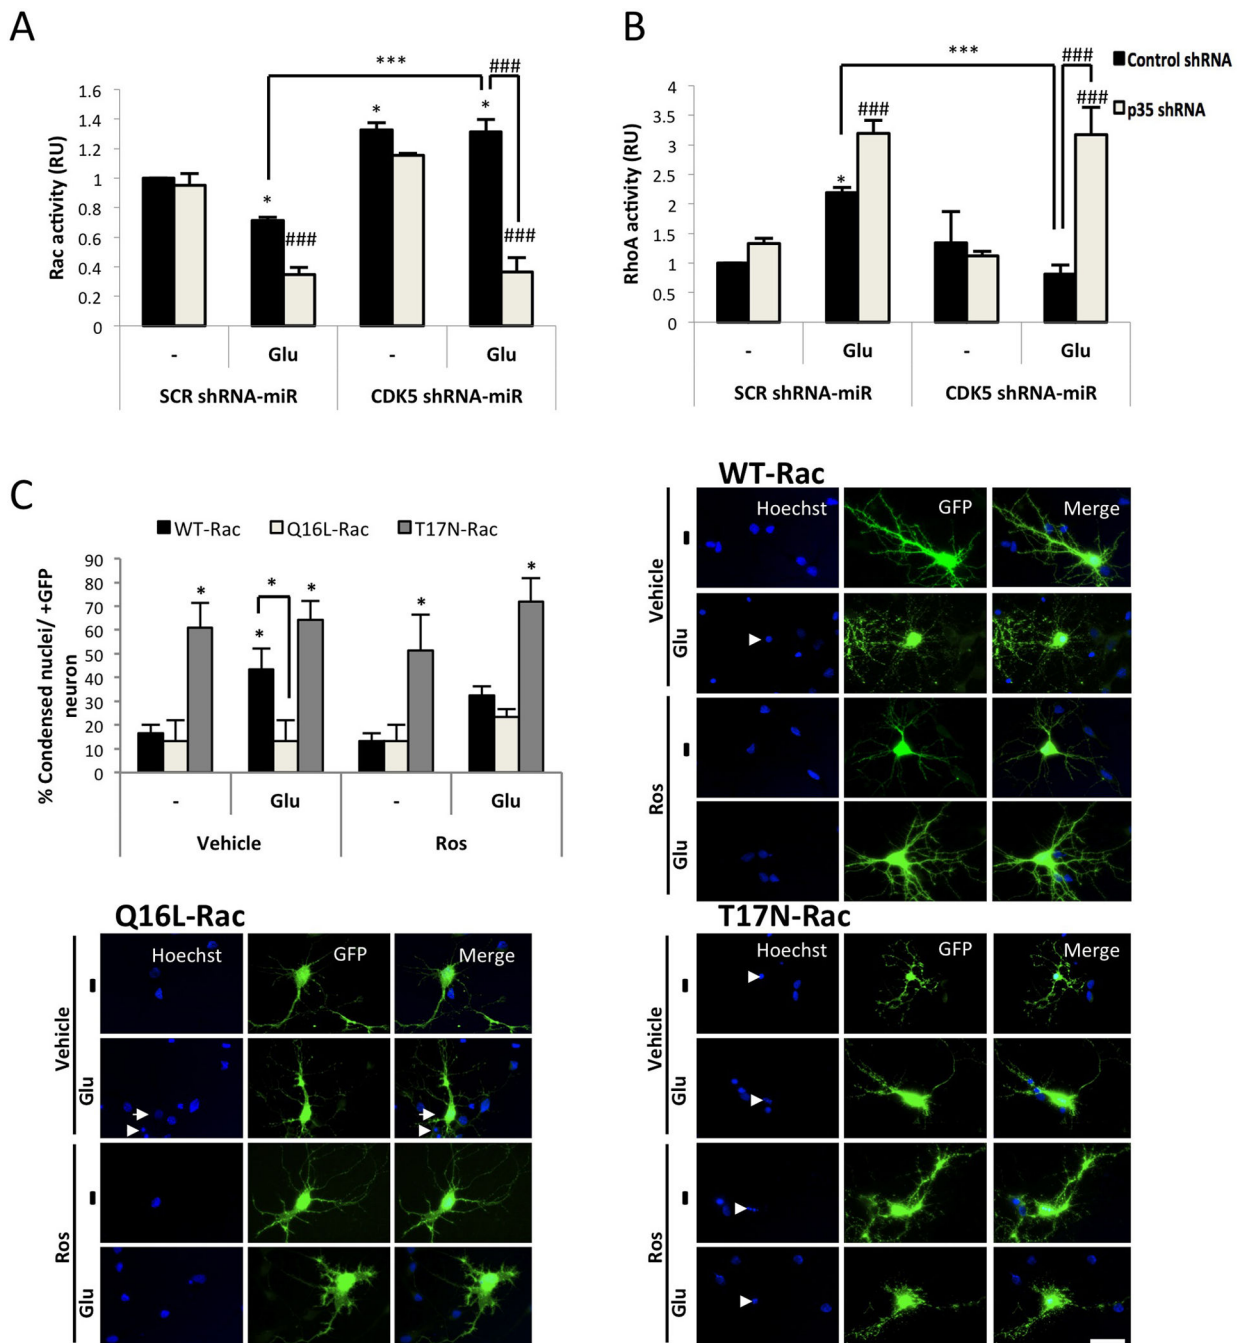 A
Rac activity (RU)
1.6
1.4
1.2
1
0.8
0.6
0.4
0.2
0
***
###
*
###
*
*
###
- Glu - Glu
SCR shRNA-miR CDK5 shRNA-miR
B
RhoA activity (RU)
4
3.5
3
2.5
2
1.5
1
0.5
0
***
###
###
*
###
Control shRNA
p35 shRNA
- Glu - Glu
SCR shRNA-miR CDK5 shRNA-miR
C
WT-Rac Q16L-Rac T17N-Rac
% Condensed nuclei/ +GFP
neuron
90
80
70
60
50
40
30
20
10
0
*
*
*
*
*
*
- Glu - Glu
Vehicle Ros
WT-Rac
Hoechst GFP Merge
Vehicle
-
Glu
Ros
-
Glu
Q16L-Rac
Hoechst GFP Merge
Vehicle
-
Glu
Ros
-
Glu
T17N-Rac
Hoechst GFP Merge
Vehicle
-
Glu
Ros
-
Glu